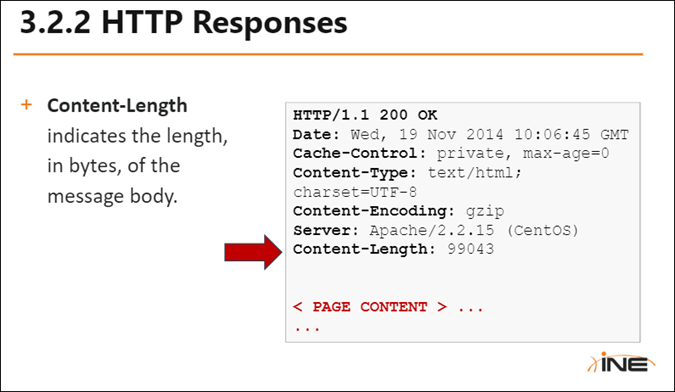 3.2.2 HTTP Responses
+ Content-Length
indicates the length,
in bytes, of the
message body.
HTTP/1.1 200 OK
Date: Wed, 19 Nov 2014 10:06:45 GMT
Cache-Control: private, max-age=0
Content-Type: text/html;
charset=UTF-8
Content-Encoding: gzip
Server: Apache/2.2.15 (CentOS)
Content-Length: 99043
< PAGE CONTENT > ...
...
INE